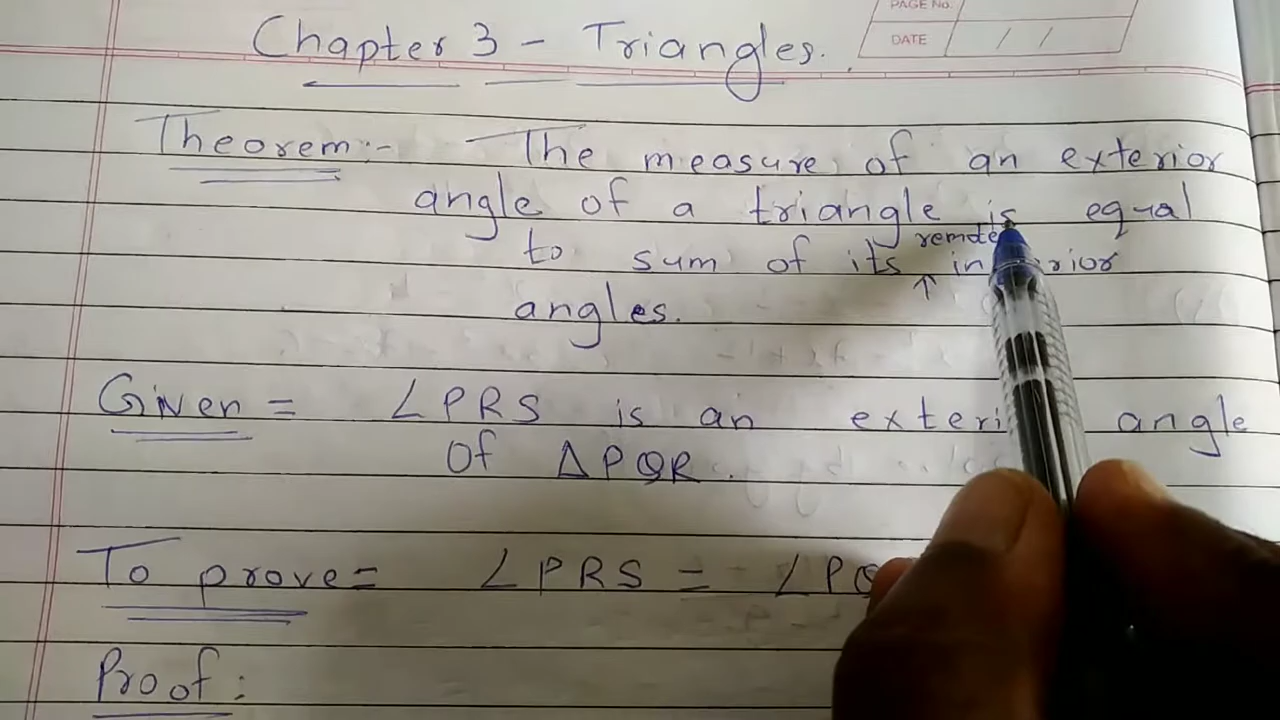 PAGE No.
DATE / /
Chapter 3 - Triangles.
Theorem:- The measure of an exterior
angle of a triangle is equal
remote
to sum of its ↑ interior
angles.
Given = ∠PRS is an exterior angle
of ΔPQR.
To prove = ∠PRS = ∠PQ
Proof: